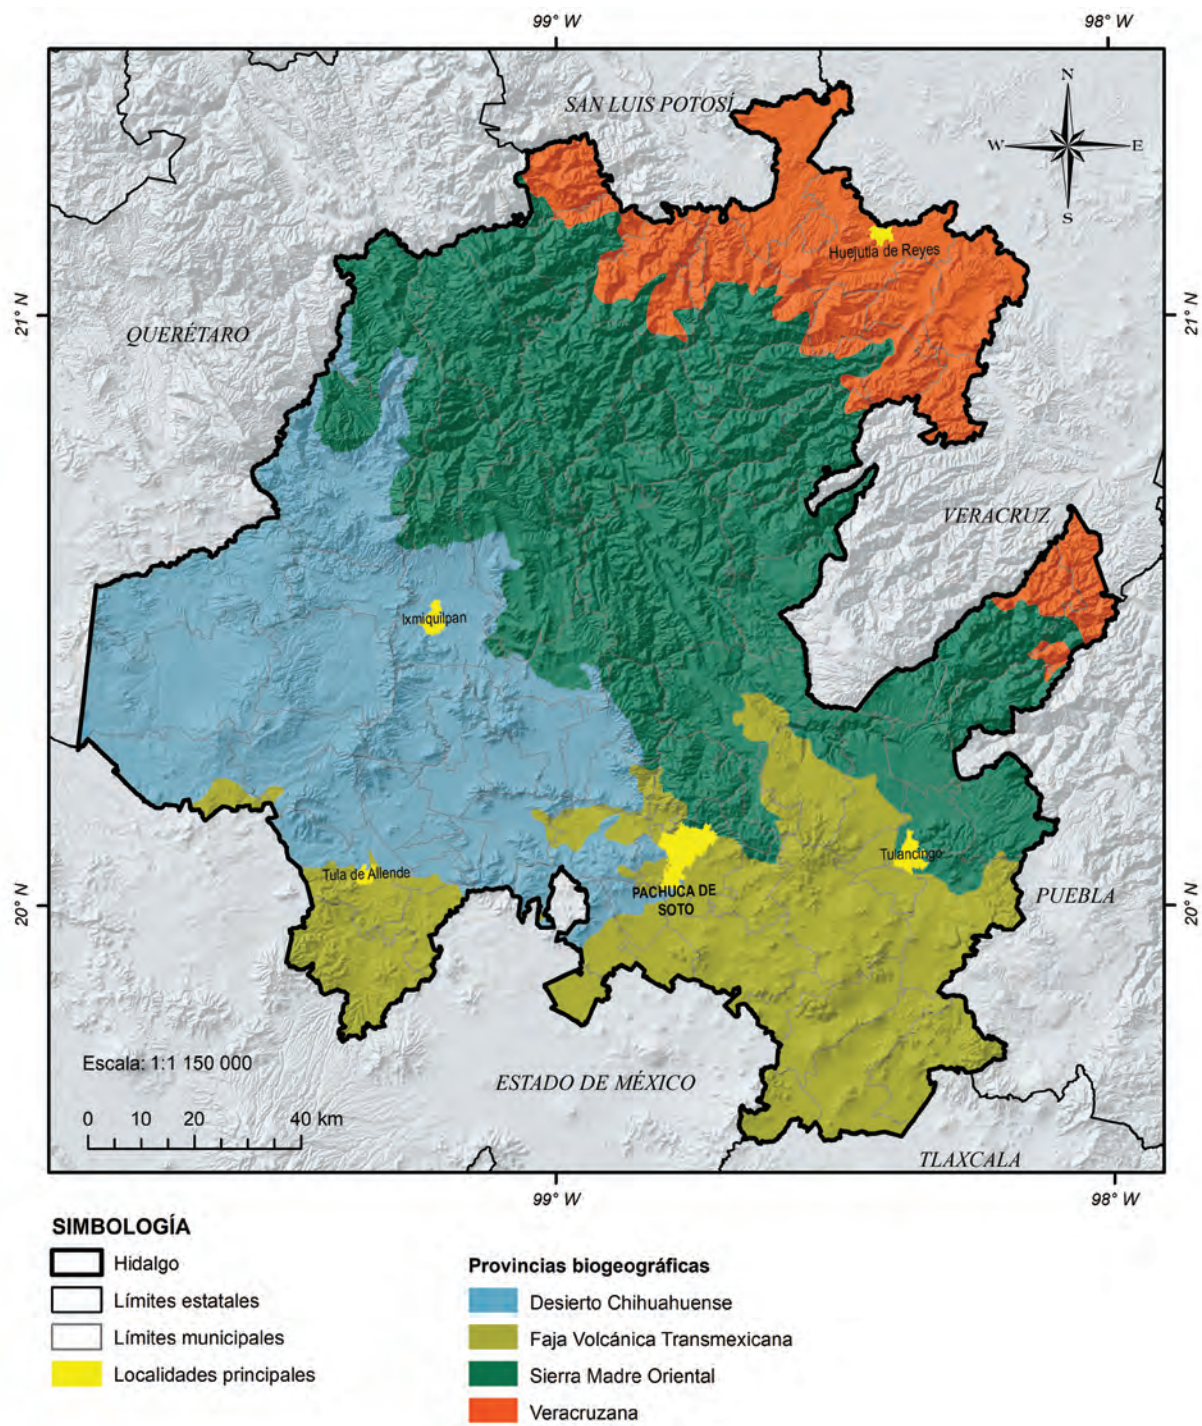 99° W
98° W
N
SAN LUIS POTOSÍ
W
E
S
Huejutla de Reyes
21° N
21° N
QUERÉTARO
VERACRUZ
Ixmiquilpan
Tulancingo
Tula de Allende
PACHUCA DE
SOTO
PUEBLA
20° N
20° N
Escala: 1:1 150 000
ESTADO DE MÉXICO
0 10 20 40 km
TLAXCALA
99° W
98° W
SIMBOLOGÍA
Hidalgo
Límites estatales
Límites municipales
Localidades principales
Provincias biogeográficas
Desierto Chihuahuense
Faja Volcánica Transmexicana
Sierra Madre Oriental
Veracruzana